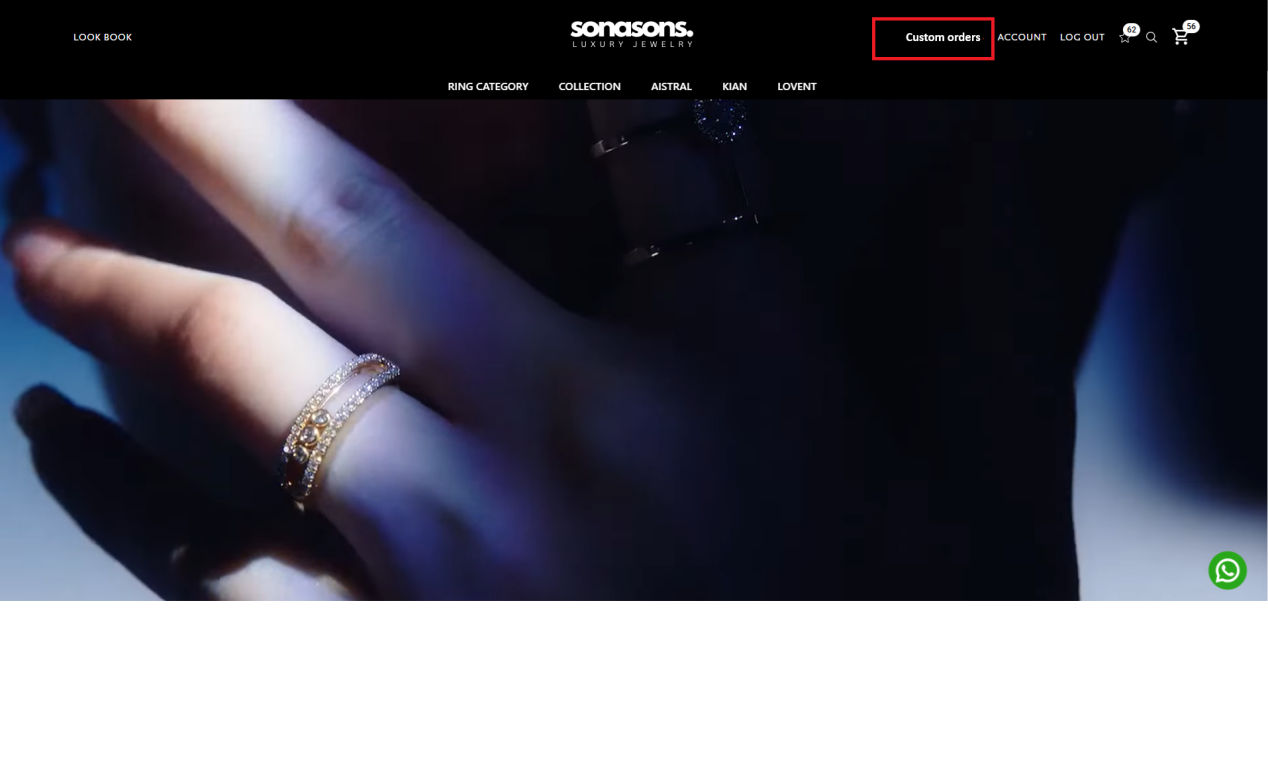 LOOK BOOK
sonasons.
LUXURY JEWELRY
Custom orders
ACCOUNT
LOG OUT
62
56
RING CATEGORY
COLLECTION
AISTRAL
KIAN
LOVENT